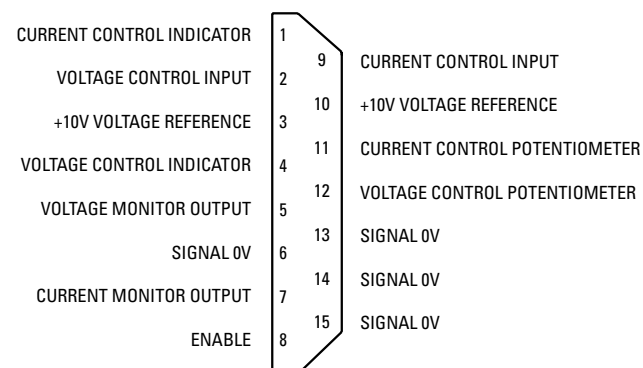 CURRENT CONTROL INDICATOR 1
VOLTAGE CONTROL INPUT 2
+10V VOLTAGE REFERENCE 3
VOLTAGE CONTROL INDICATOR 4
VOLTAGE MONITOR OUTPUT 5
SIGNAL 0V 6
CURRENT MONITOR OUTPUT 7
ENABLE 8
9 CURRENT CONTROL INPUT
10 +10V VOLTAGE REFERENCE
11 CURRENT CONTROL POTENTIOMETER
12 VOLTAGE CONTROL POTENTIOMETER
13 SIGNAL 0V
14 SIGNAL 0V
15 SIGNAL 0V